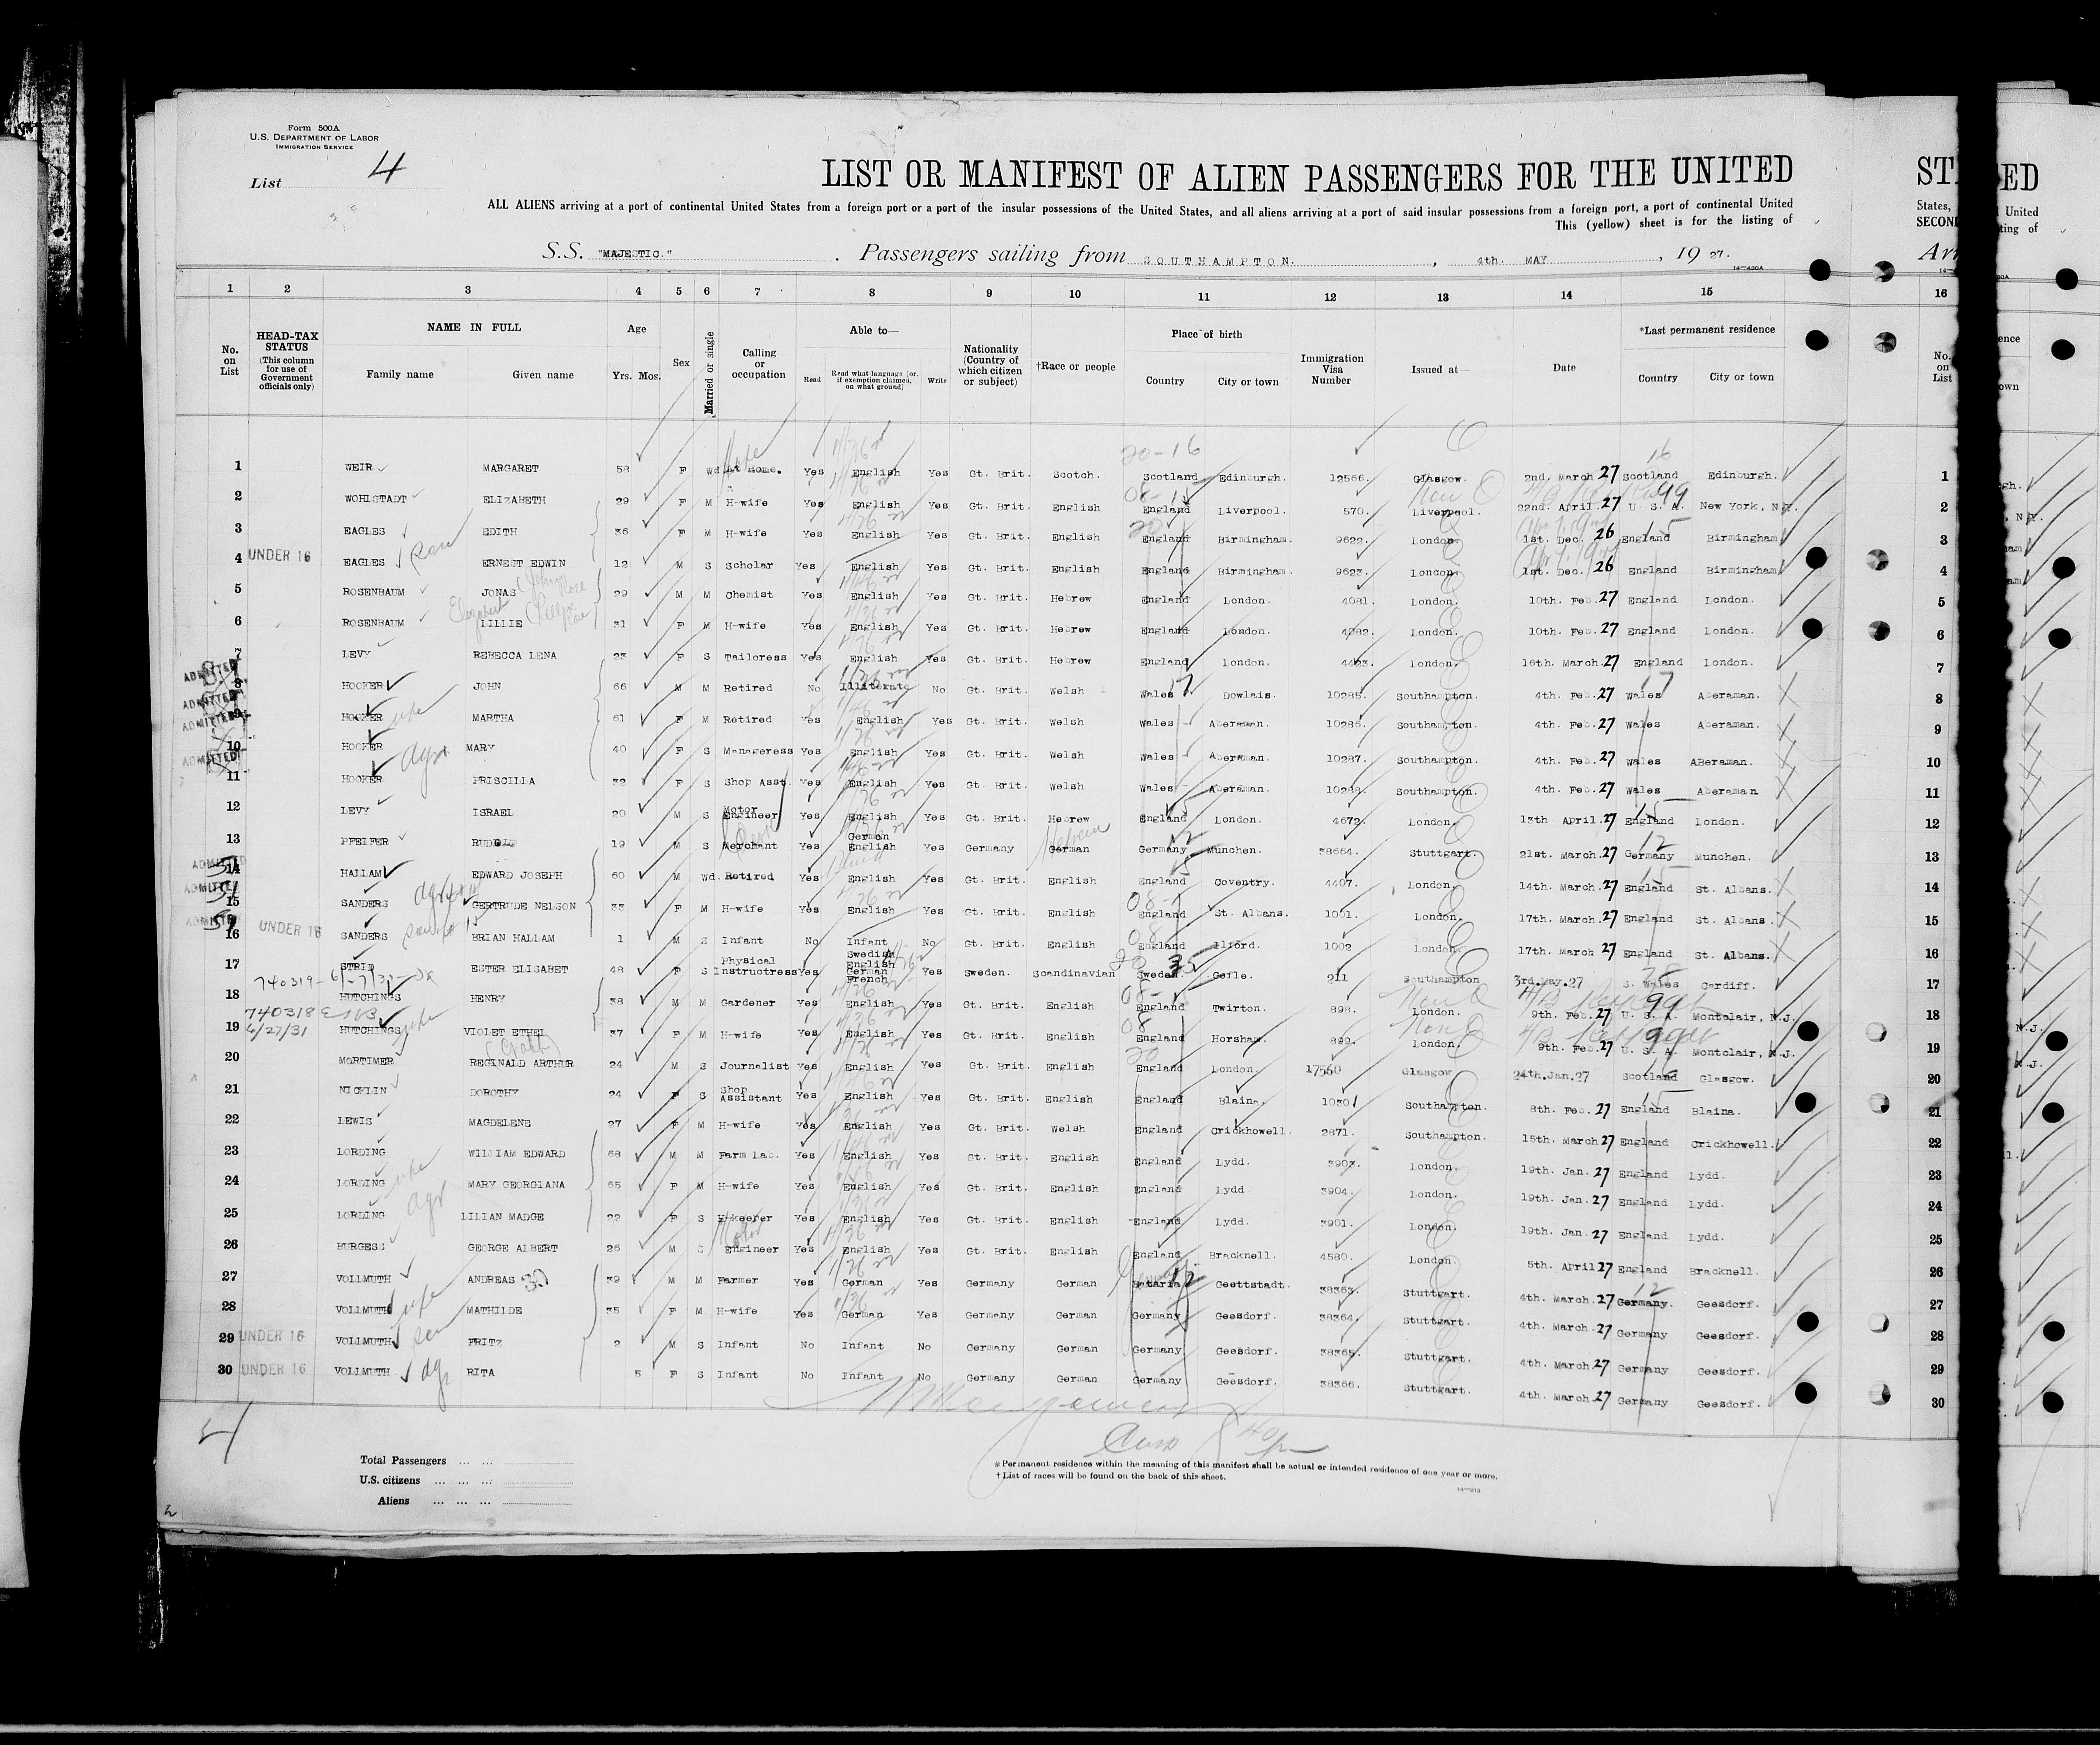 Form 500A
U.S. DEPARTMENT OF LABOR
IMMIGRATION SERVICE
List 4
LIST OR MANIFEST OF ALIEN PASSENGERS FOR THE UNITED
ALL ALIENS arriving at a port of continental United States from a foreign port or a port of the insular possessions of the United States, and all aliens arriving at a port of said insular possessions from a foreign port, a port of continental United
This (yellow) sheet is for the listing of
S.S. "MAJESTIC." . Passengers sailing from SOUTHAMPTON. , 4th. MAY , 19 27.
1 2 3 4 5 6 7 8 9 10 11 12 13 14 15 16
No. on List
HEAD-TAX STATUS (This column for use of Government officials only)
NAME IN FULL
Family name Given name
Age
Yrs. Mos.
Sex
Married or single
Calling or occupation
Able to—
Read
Read what language (or, if exemption claimed, on what ground)
Write
Nationality (Country of which citizen or subject)
†Race or people
Place of birth
Country City or town
Immigration Visa Number
Issued at—
Date
*Last permanent residence
Country City or town
1 WEIR MARGARET 58 F Wd At Home. Yes English Yes Gt. Brit. Scotch. Scotland Edinburgh. 12566. Glasgow. 2nd. March 27 Scotland Edinburgh.
2 WOHLSTADT ELIZABETH 29 F M H-wife Yes English Yes Gt. Brit. English England Liverpool. 570. Liverpool. 22nd. April. 27 U. S. A. New York, N.Y.
3 EAGLES EDITH 36 F M H-wife Yes English Yes Gt. Brit. English England Birmingham. 9622. London. 1st. Dec. 26 England Birmingham
4 UNDER 16 EAGLES ERNEST EDWIN 12 M S Scholar Yes English Yes Gt. Brit. English England Birmingham. 9623. London. 1st. Dec. 26 England Birmingham
5 ROSENBAUM JONAS 29 M M Chemist Yes English Yes Gt. Brit. Hebrew England London. 4081. London. 10th. Feb. 27 England London.
6 ROSENBAUM LILLIE 31 F M H-wife Yes English Yes Gt. Brit. Hebrew England London. 4082. London. 10th. Feb. 27 England London.
7 LEVY REBECCA LENA 23 F S Tailoress Yes English Yes Gt. Brit. Hebrew England London. 4423. London. 16th. March. 27 England London.
8 HOOKER JOHN 66 M M Retired No Illiterate No Gt. Brit. Welsh Wales Dowlais. 10285. Southampton. 4th. Feb. 27 Wales Aberaman.
9 HOOKER MARTHA 61 F M Retired Yes English Yes Gt. Brit. Welsh Wales Aberaman. 10286. Southampton. 4th. Feb. 27 Wales Aberaman.
10 HOOKER MARY 40 F S Manageress Yes English Yes Gt. Brit. Welsh Wales Aberaman. 10287. Southampton. 4th. Feb. 27 Wales ABeraman.
11 HOOKER PRISCILLA 32 F S Shop Asst. Yes English Yes Gt. Brit. Welsh Wales Aberaman. 10288. Southampton. 4th. Feb. 27 Wales Aberaman
12 LEVY ISRAEL 20 M S Motor Engineer Yes English Yes Gt. Brit. Hebrew England London. 4672. London. 13th April. 27 England London.
13 PFEIFER RUDOLF 19 M S Merchant Yes German English Yes Germany German Germany Munchen. 38664. Stuttgart. 21st. March. 27 Germany Munchen.
14 HALLAM EDWARD JOSEPH 60 M Wd. Retired Yes English Yes Gt. Brit. English England Coventry. 4407. London. 14th. March. 27 England St. Albans.
15 SANDERS GERTRUDE NELSON 33 F M H-wife Yes English Yes Gt. Brit. English England St. Albans. 1001. London. 17th. March. 27 England St. Albans.
16 UNDER 16 SANDERS BRIAN HALLAM 1 M S Infant No Infant No Gt. Brit. English England Ilford. 1002 London. 17th. March 27 England St. Albans.
17 STRID ESTER ELISABET 48 F S Physical Instructress Yes Swedish English German French Yes Sweden. Scandinavian Sweden. Gefle. 211 Southampton 3rd.May.27 S. Wales Cardiff.
18 HUTCHINGS HENRY 38 M M Gardener Yes English Yes Gt. Brit. English England Twirton. 898. London. 9th. Feb. 27 U. S. A. Montclair, N.J.
19 HUTCHINGS VIOLET ETHEL 37 F M H-wife Yes English Yes Gt. Brit. English England Horsham. 899. London. 9th. Feb. 27 U. S. A. Montclair, N.J.
20 MORTIMER REGINALD ARTHUR 24 M S Journalist Yes English Yes Gt. Brit. English England London. 17560 Glasgow 24th.Jan.27 Scotland Glasgow.
21 NICKLIN DOROTHY 24 F S Shop Assistant Yes English Yes Gt. Brit. English England Blaina. 10301 Southampton. 8th. Feb. 27 England Blaina.
22 LEWIS MAGDELENE 27 F M H-wife Yes English Yes Gt. Brit. Welsh England Crickhowell. 2871. Southampton. 15th. March 27 England Crickhowell.
23 LORDING WILLIAM EDWARD 68 M M Farm Lab. Yes English Yes Gt. Brit. English England Lydd. 3903. London. 19th. Jan. 27 England Lydd.
24 LORDING MARY GEORGIANA 65 F M H-wife Yes English Yes Gt. Brit. English England Lydd 3904. London. 19th. Jan. 27 England Lydd.
25 LORDING LILIAN MADGE 22 F S H/keeper Yes English Yes Gt. Brit. English England Lydd. 3901. London. 19th. Jan. 27 England Lydd.
26 BURGESS GEORGE ALBERT 26 M S Motor Engineer Yes English Yes Gt. Brit. English England Bracknell. 4580. London. 5th. April 27 England Bracknell.
27 VOLLMUTH ANDREAS 39 M M Farmer Yes German Yes Germany German Bataria Geettstadt. 38363. Stuttgart. 4th. March. 27 Germany. Geesdorf.
28 VOLLMUTH MATHILDE 35 F M H-wife Yes German Yes Germany German Germany Geesdorf. 38364. Stuttgart. 4th. March. 27 Germany Geesdorf.
29 UNDER 16 VOLLMUTH FRITZ 2 M S Infant No Infant No Germany German Germany Geesdorf. 38365. Stuttgart. 4th. March. 27 Germany Geesdorf.
30 UNDER 16 VOLLMUTH RITA 5 F S Infant No Infant No Germany German Germany Geesdorf. 38366. Stuttgart. 4th. March. 27 Germany Geesdorf.
4
Total Passengers ... ...
U.S. citizens ... ... ...
Aliens ... ... ...
*Permanent residence within the meaning of this manifest shall be actual or intended residence of one year or more.
†List of races will be found on the back of this sheet.